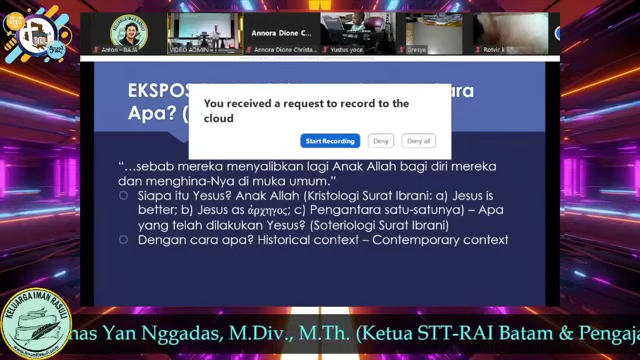 Annora Dione C...
Anton - BAJA
VIDEO ADMIN
Annora Dione Christa...
Yustus yoce
Gresye
EKSPOS
ara
Apa? (
You received a request to record to the
cloud
Start Recording
Deny
Deny all
“…sebab mereka menyalibkan lagi Anak Allah bagi diri mereka
dan menghina-Nya di muka umum.”
Siapa itu Yesus? Anak Allah (Kristologi Surat Ibrani: a) Jesus is
better; b) Jesus as ἀρχηγος; c) Pengantara satu-satunya) – Apa
yang telah dilakukan Yesus? (Soteriologi Surat Ibrani)
Dengan cara apa? Historical context – Contemporary context
KELUARGA IMAN RASULI
mas Yan Nggadas, M.Div., M.Th. (Ketua STT-RAI Batam & Pengaja